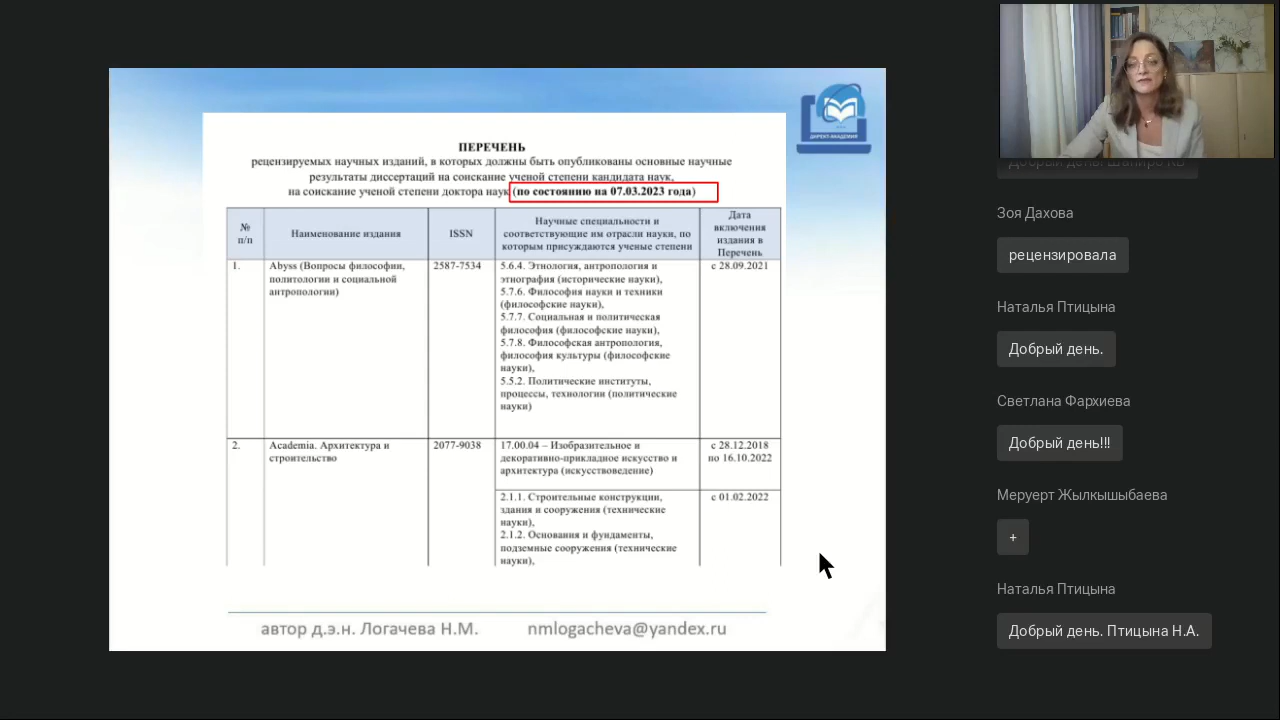 ДИРЕКТ-АКАДЕМИЯ
ПЕРЕЧЕНЬ
рецензируемых научных изданий, в которых должны быть опубликованы основные научные
результаты диссертаций на соискание ученой степени кандидата наук,
на соискание ученой степени доктора наук (по состоянию на 07.03.2023 года)
№
п/п
Наименование издания
ISSN
Научные специальности и
соответствующие им отрасли науки, по
которым присуждаются ученые степени
Дата
включения
издания в
Перечень
1.
Abyss (Вопросы философии,
политологии и социальной
антропологии)
2587-7534
5.6.4. Этнология, антропология и
этнография (исторические науки),
5.7.6. Философия науки и техники
(философские науки),
5.7.7. Социальная и политическая
философия (философские науки),
5.7.8. Философская антропология,
философия культуры (философские
науки),
5.5.2. Политические институты,
процессы, технологии (политические
науки)
с 28.09.2021
2.
Academia. Архитектура и
строительство
2077-9038
17.00.04 – Изобразительное и
декоративно-прикладное искусство и
архитектура (искусствоведение)
с 28.12.2018
по 16.10.2022
2.1.1. Строительные конструкции,
здания и сооружения (технические
науки),
2.1.2. Основания и фундаменты,
подземные сооружения (технические
науки),
с 01.02.2022
автор д.э.н. Логачева Н.М. nmlogacheva@yandex.ru
Зоя Дахова
рецензировала
Наталья Птицына
Добрый день.
Светлана Фархиева
Добрый день!!!
Меруерт Жылкышыбаева
+
Наталья Птицына
Добрый день. Птицына Н.А.